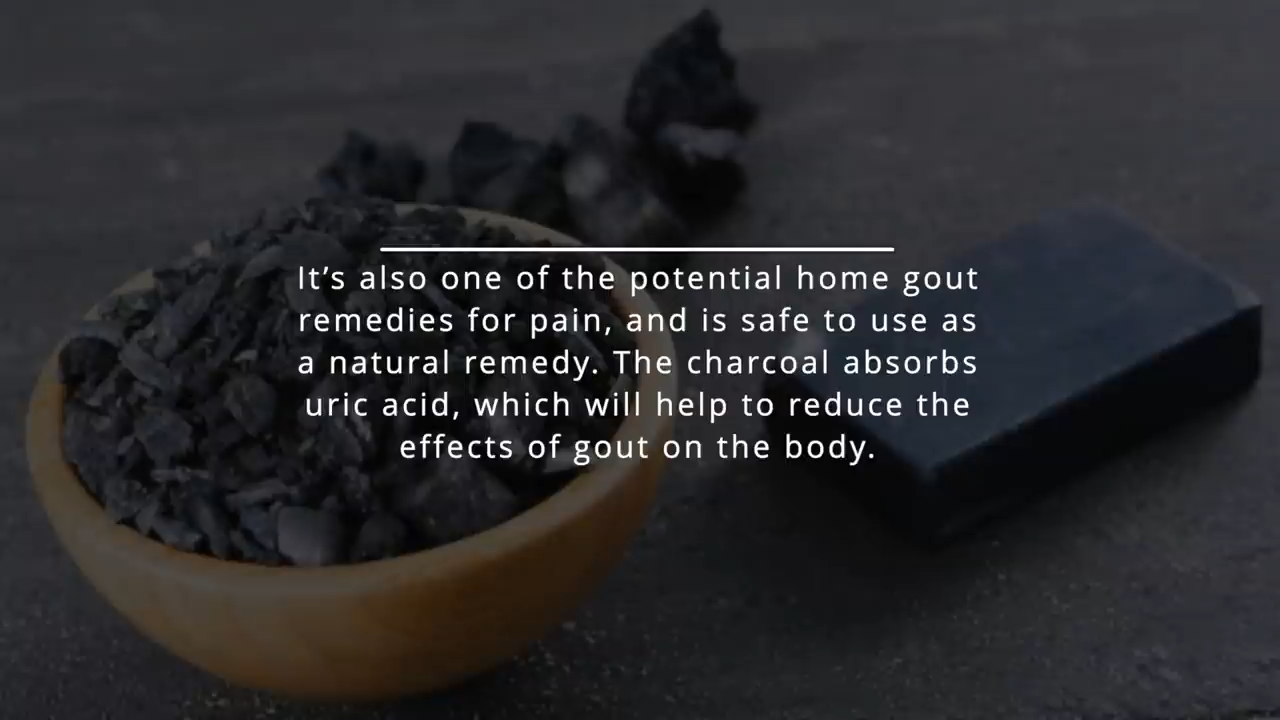 It’s also one of the potential home gout
remedies for pain, and is safe to use as
a natural remedy. The charcoal absorbs
uric acid, which will help to reduce the
effects of gout on the body.